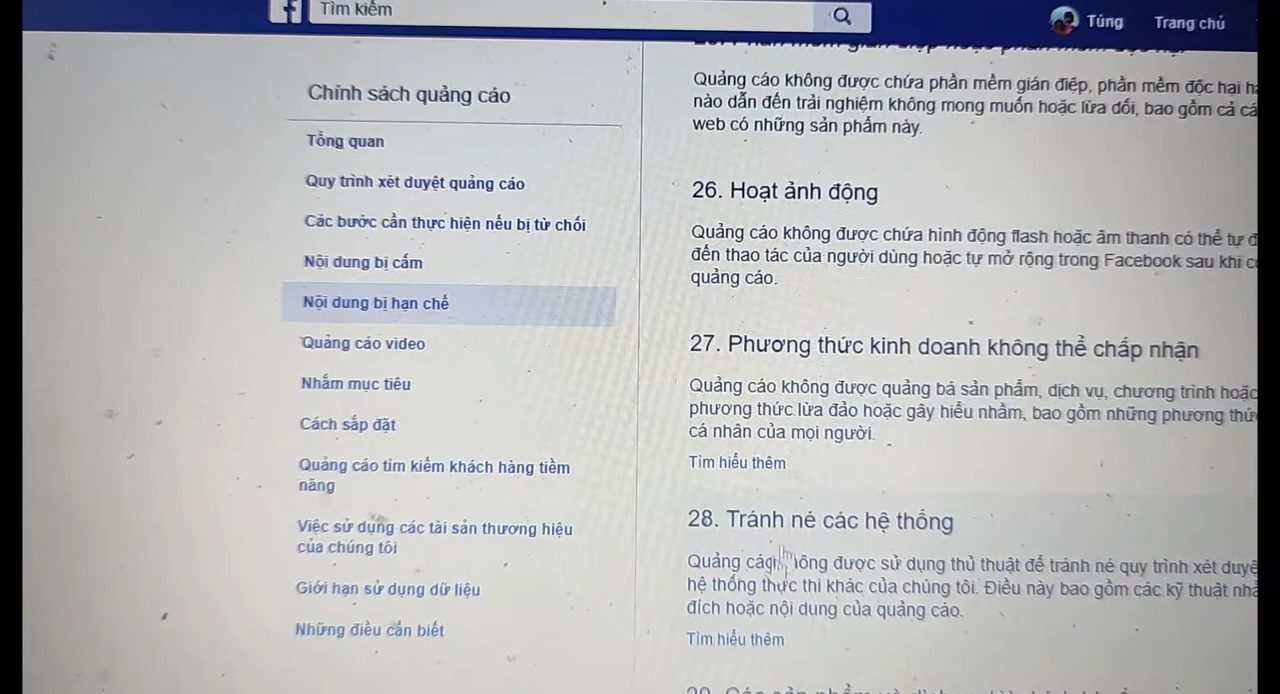 Tìm kiếm
Tùng
Trang chủ
Chính sách quảng cáo
Tổng quan
Quy trình xét duyệt quảng cáo
Các bước cần thực hiện nếu bị từ chối
Nội dung bị cấm
Nội dung bị hạn chế
Quảng cáo video
Nhắm mục tiêu
Cách sắp đặt
Quảng cáo tìm kiếm khách hàng tiềm
năng
Việc sử dụng các tài sản thương hiệu
của chúng tôi
Giới hạn sử dụng dữ liệu
Những điều cần biết
Quảng cáo không được chứa phần mềm gián điệp, phần mềm độc hại
nào dẫn đến trải nghiệm không mong muốn hoặc lừa dối, bao gồm cả
web có những sản phẩm này.
26. Hoạt ảnh động
Quảng cáo không được chứa hình động flash hoặc âm thanh có thể tự
đến thao tác của người dùng hoặc tự mở rộng trong Facebook sau khi
quảng cáo.
27. Phương thức kinh doanh không thể chấp nhận
Quảng cáo không được quảng bá sản phẩm, dịch vụ, chương trình hoặc
phương thức lừa đảo hoặc gây hiểu nhầm, bao gồm những phương
cá nhân của mọi người.
Tìm hiểu thêm
28. Tránh né các hệ thống
Quảng được sử dụng thủ thuật để tránh né quy trình xét
hệ thống thực thi khác của chúng tôi. Điều này bao gồm các kỹ thuật
đích hoặc nội dung của quảng cáo.
Tìm hiểu thêm